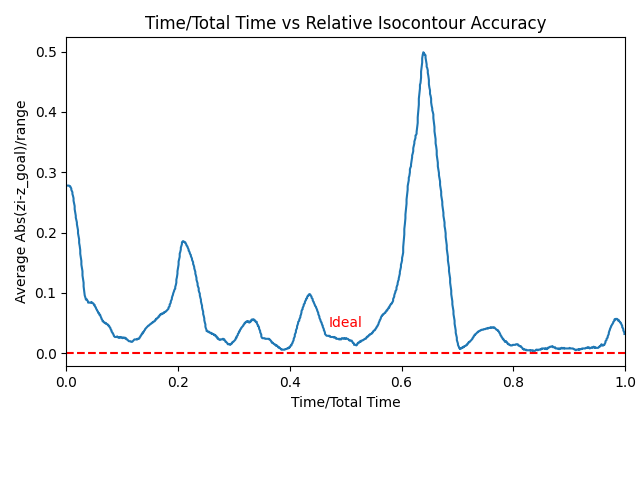 Time/Total Time vs Relative Isocontour Accuracy
Average Abs(zi-z_goal)/range
0.5
0.4
0.3
0.2
0.1
0.0
Ideal
0.0 0.2 0.4 0.6 0.8 1.0
Time/Total Time